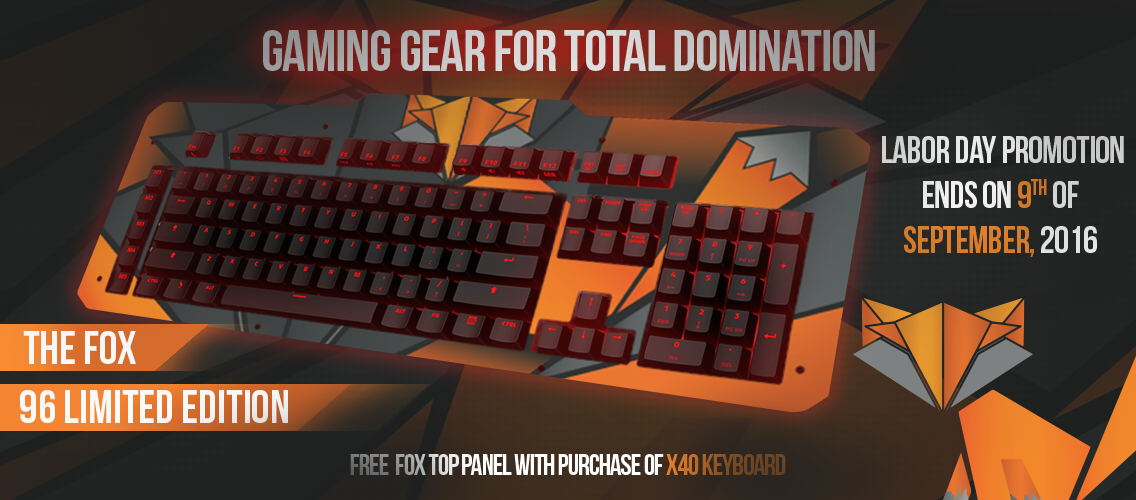 GAMING GEAR FOR TOTAL DOMINATION
LABOR DAY PROMOTION
ENDS ON 9TH OF
SEPTEMBER, 2016
THE FOX
96 LIMITED EDITION
FREE FOX TOP PANEL WITH PURCHASE OF X40 KEYBOARD